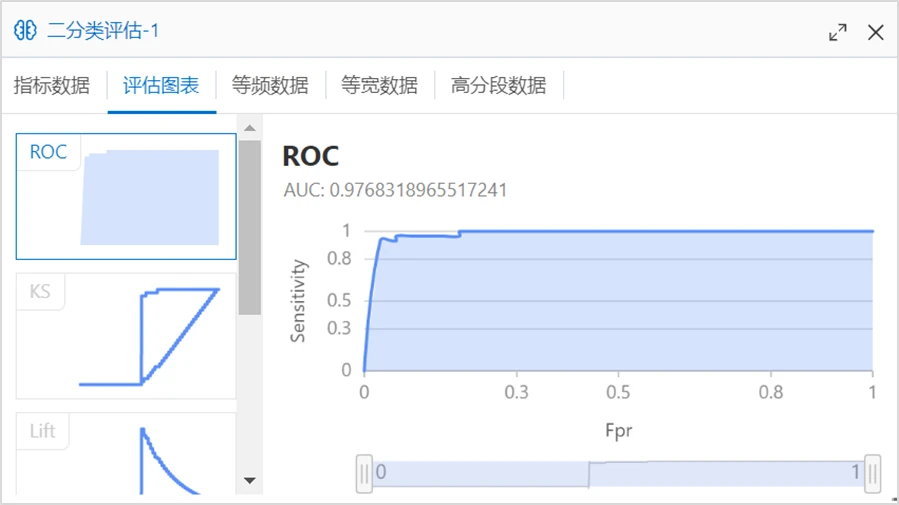 二分类评估-1
指标数据 评估图表 等频数据 等宽数据 高分段数据
ROC
KS
Lift
ROC
AUC: 0.9768318965517241
Sensitivity
1
0.8
0.5
0.3
0
0 0.3 0.5 0.8 1
Fpr
0 1